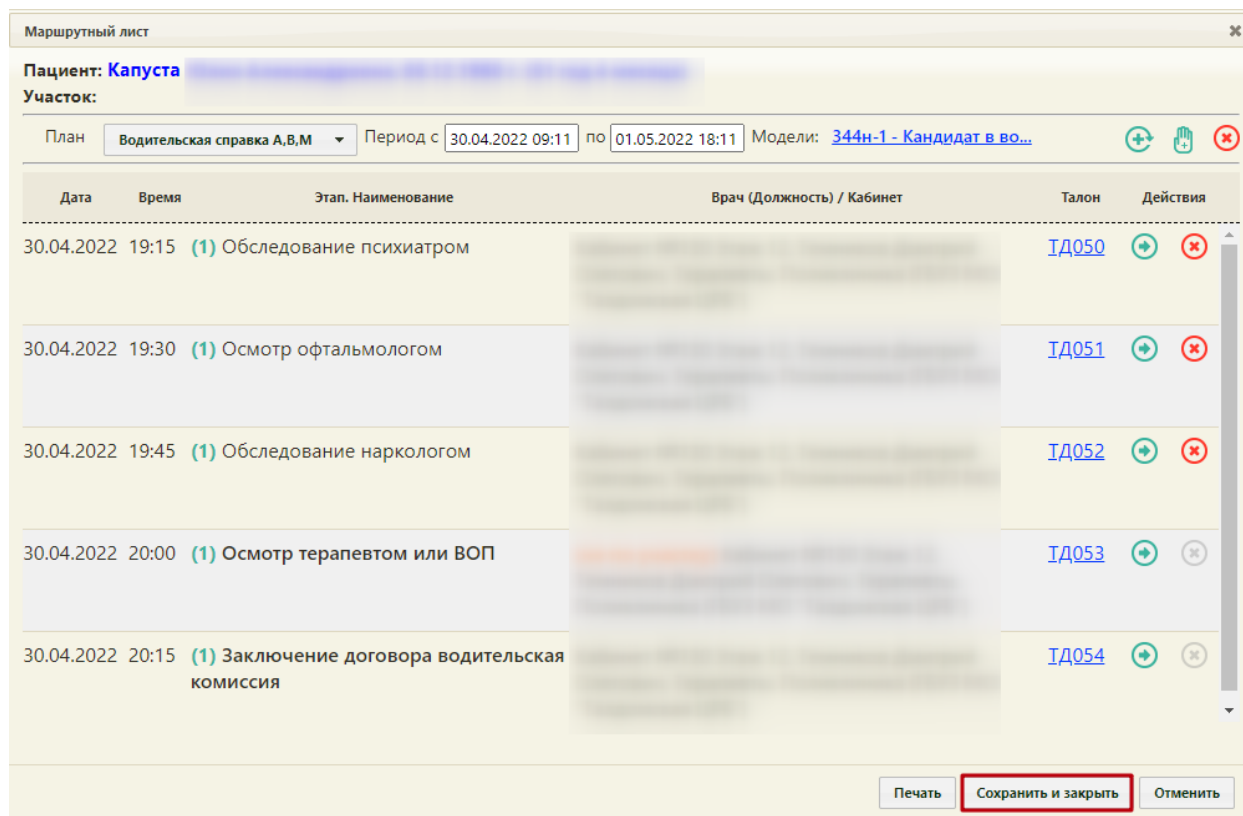 Маршрутный лист
Пациент: Капуста
Участок:
План Водительская справка А,В,М Период с 30.04.2022 09:11 по 01.05.2022 18:11 Модели: 344н-1 - Кандидат в во...
Дата Время Этап. Наименование Врач (Должность) / Кабинет Талон Действия
30.04.2022 19:15 (1) Обследование психиатром ТД050
30.04.2022 19:30 (1) Осмотр офтальмологом ТД051
30.04.2022 19:45 (1) Обследование наркологом ТД052
30.04.2022 20:00 (1) Осмотр терапевтом или ВОП ТД053
30.04.2022 20:15 (1) Заключение договора водительская ТД054
комиссия
Печать Сохранить и закрыть Отменить